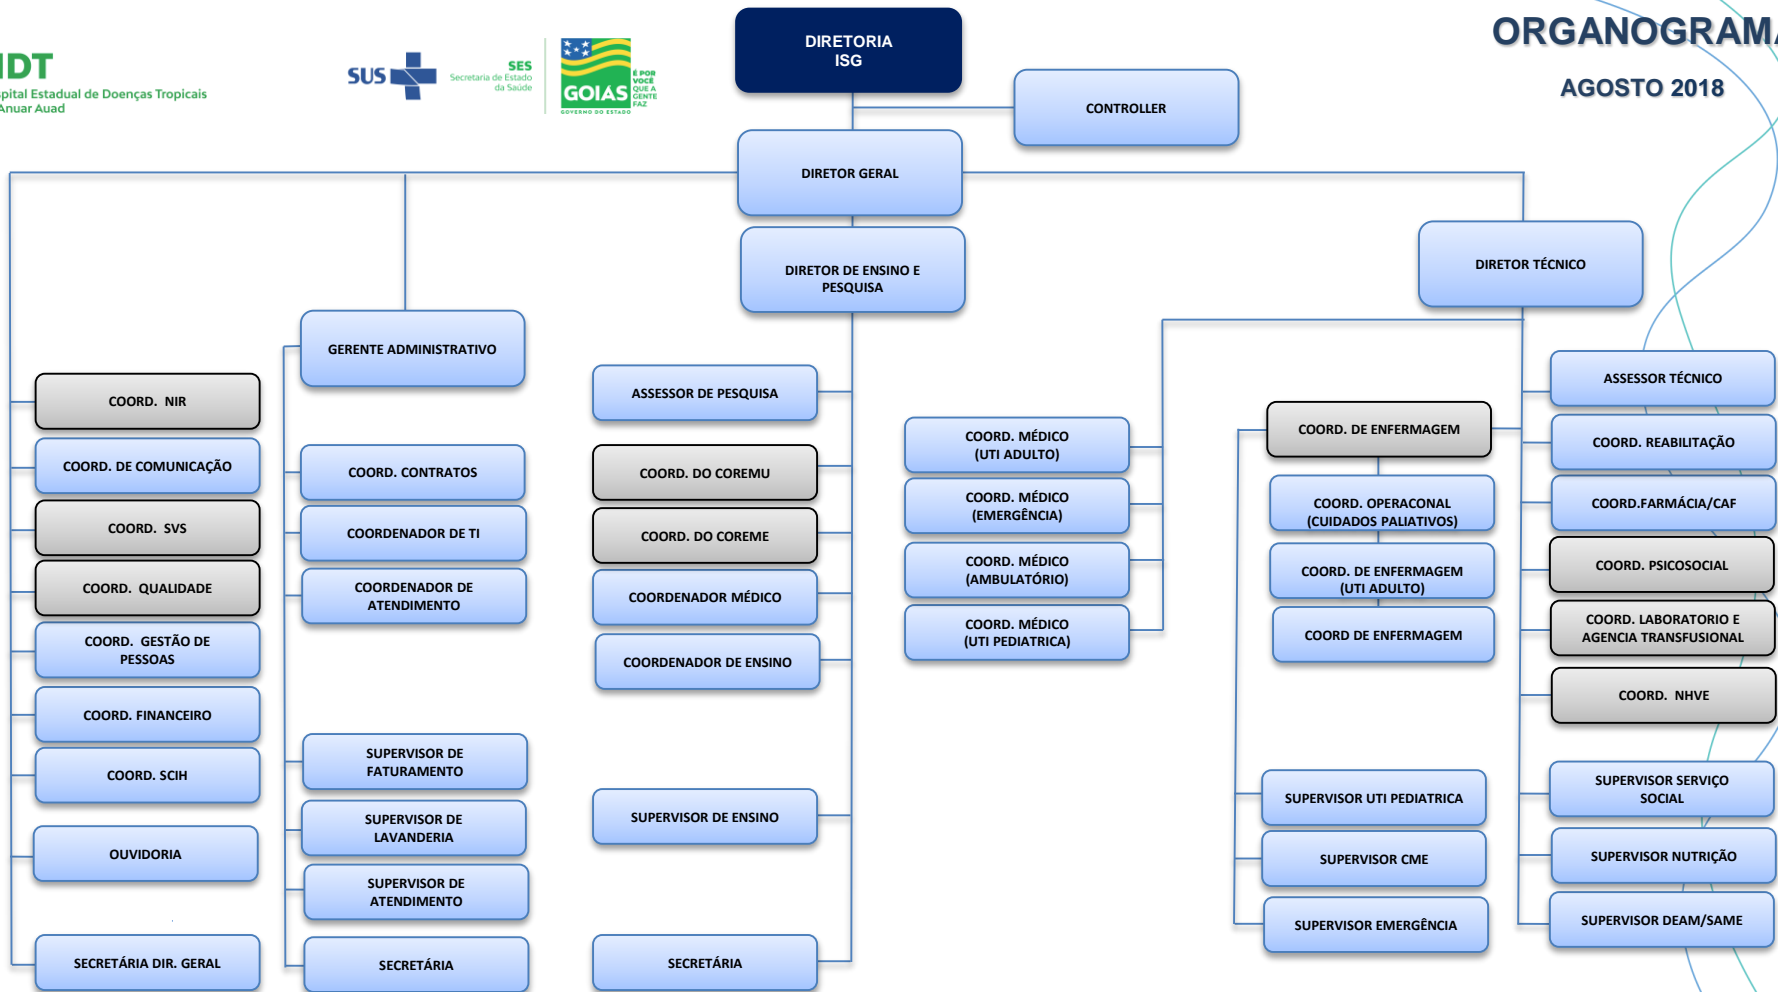 DIRETORIA
ISG
ORGANOGRAMA
AGOSTO 2018
HDT
Hospital Estadual de Doenças Tropicais
Anuar Auad
SUS
SES
Secretaria de Estado
da Saúde
GOIÁS
GOVERNO DO ESTADO
É POR
VOCÊ
QUE A
GENTE
FAZ
CONTROLLER
DIRETOR GERAL
DIRETOR DE ENSINO E
PESQUISA
DIRETOR TÉCNICO
GERENTE ADMINISTRATIVO
COORD. NIR
COORD. DE COMUNICAÇÃO
COORD. SVS
COORD. QUALIDADE
COORD. GESTÃO DE
PESSOAS
COORD. FINANCEIRO
COORD. SCIH
OUVIDORIA
SECRETÁRIA DIR. GERAL
COORD. CONTRATOS
COORDENADOR DE TI
COORDENADOR DE
ATENDIMENTO
SUPERVISOR DE
FATURAMENTO
SUPERVISOR DE
LAVANDERIA
SUPERVISOR DE
ATENDIMENTO
SECRETÁRIA
ASSESSOR DE PESQUISA
COORD. DO COREMU
COORD. DO COREME
COORDENADOR MÉDICO
COORDENADOR DE ENSINO
SUPERVISOR DE ENSINO
SECRETÁRIA
COORD. MÉDICO
(UTI ADULTO)
COORD. MÉDICO
(EMERGÊNCIA)
COORD. MÉDICO
(AMBULATÓRIO)
COORD. MÉDICO
(UTI PEDIATRICA)
COORD. DE ENFERMAGEM
COORD. OPERACONAL
(CUIDADOS PALIATIVOS)
COORD. DE ENFERMAGEM
(UTI ADULTO)
COORD DE ENFERMAGEM
SUPERVISOR UTI PEDIATRICA
SUPERVISOR CME
SUPERVISOR EMERGÊNCIA
ASSESSOR TÉCNICO
COORD. REABILITAÇÃO
COORD.FARMÁCIA/CAF
COORD. PSICOSOCIAL
COORD. LABORATORIO E
AGENCIA TRANSFUSIONAL
COORD. NHVE
SUPERVISOR SERVIÇO
SOCIAL
SUPERVISOR NUTRIÇÃO
SUPERVISOR DEAM/SAME